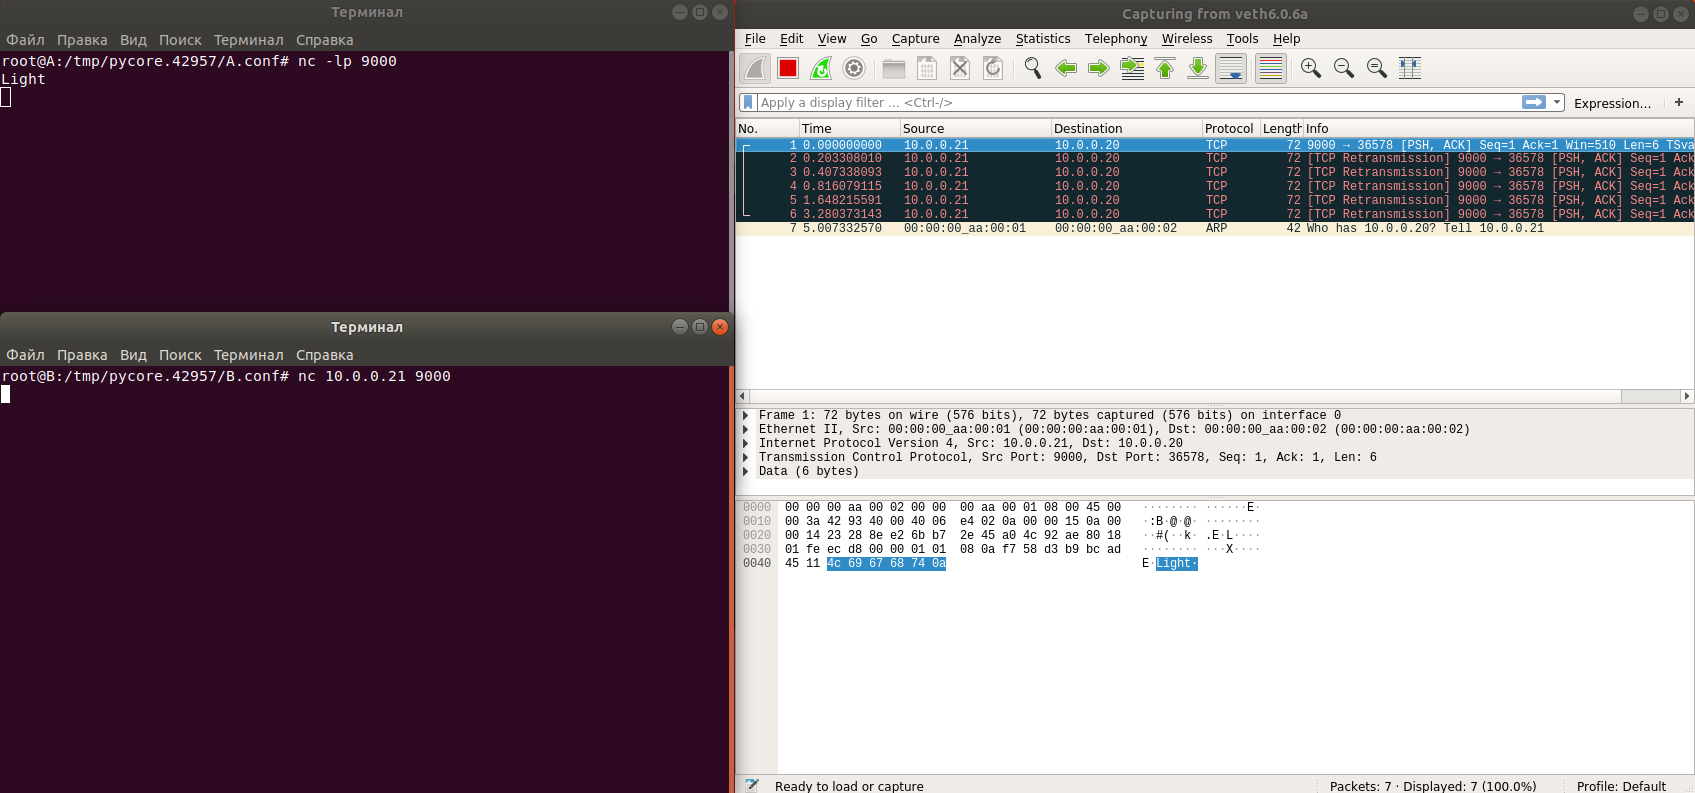 Терминал
Файл Правка Вид Поиск Терминал Справка
root@A:/tmp/pycore.42957/A.conf# nc -lp 9000
Light
Терминал
Файл Правка Вид Поиск Терминал Справка
root@B:/tmp/pycore.42957/B.conf# nc 10.0.0.21 9000
Capturing from veth6.0.6a
File Edit View Go Capture Analyze Statistics Telephony Wireless Tools Help
Apply a display filter ... <Ctrl-/> Expression... +
No. Time Source Destination Protocol Length Info
1 0.000000000 10.0.0.21 10.0.0.20 TCP 72 9000 → 36578 [PSH, ACK] Seq=1 Ack=1 Win=510 Len=6 TSva
2 0.203308010 10.0.0.21 10.0.0.20 TCP 72 [TCP Retransmission] 9000 → 36578 [PSH, ACK] Seq=1 Ack
3 0.407338093 10.0.0.21 10.0.0.20 TCP 72 [TCP Retransmission] 9000 → 36578 [PSH, ACK] Seq=1 Ack
4 0.816079115 10.0.0.21 10.0.0.20 TCP 72 [TCP Retransmission] 9000 → 36578 [PSH, ACK] Seq=1 Ack
5 1.648215591 10.0.0.21 10.0.0.20 TCP 72 [TCP Retransmission] 9000 → 36578 [PSH, ACK] Seq=1 Ack
6 3.280373143 10.0.0.21 10.0.0.20 TCP 72 [TCP Retransmission] 9000 → 36578 [PSH, ACK] Seq=1 Ack
7 5.007332570 00:00:00_aa:00:01 00:00:00_aa:00:02 ARP 42 Who has 10.0.0.20? Tell 10.0.0.21
Frame 1: 72 bytes on wire (576 bits), 72 bytes captured (576 bits) on interface 0
Ethernet II, Src: 00:00:00_aa:00:01 (00:00:00:aa:00:01), Dst: 00:00:00_aa:00:02 (00:00:00:aa:00:02)
Internet Protocol Version 4, Src: 10.0.0.21, Dst: 10.0.0.20
Transmission Control Protocol, Src Port: 9000, Dst Port: 36578, Seq: 1, Ack: 1, Len: 6
Data (6 bytes)
0000 00 00 00 aa 00 02 00 00 00 aa 00 01 08 00 45 00 ········ ······E·
0010 00 3a 42 93 40 00 40 06 e4 02 0a 00 00 15 0a 00 ·:B·@·@· ········
0020 00 14 23 28 8e e2 6b b7 2e 45 a0 4c 92 ae 80 18 ··#(··k· .E·L····
0030 01 fe ec d8 00 00 01 01 08 0a f7 58 d3 b9 bc ad ········ ···X····
0040 45 11 4c 69 67 68 74 0a E·Light·
Ready to load or capture Packets: 7 · Displayed: 7 (100.0%) Profile: Default